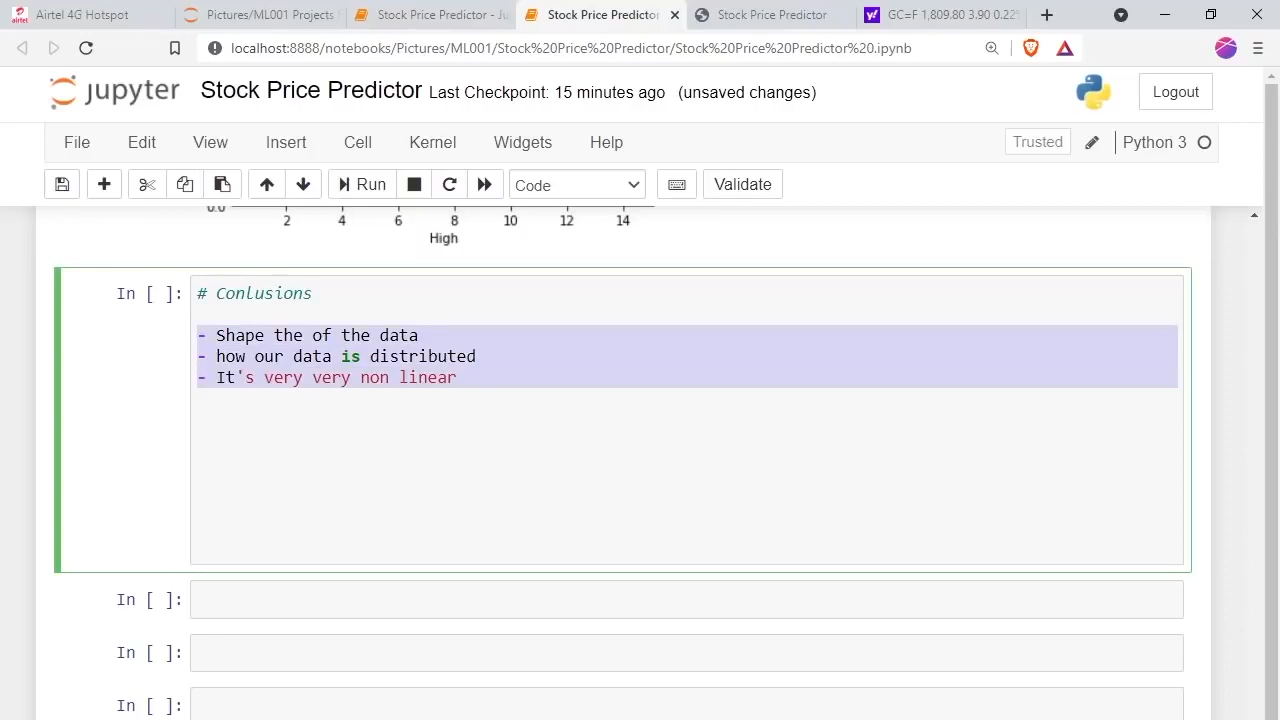 Airtel 4G Hotspot
Pictures/ML001 Projects
Stock Price Predictor - Ju
Stock Price Predictor
Stock Price Predictor
GC=F 1,809.80 3.90 0.22%
localhost:8888/notebooks/Pictures/ML001/Stock%20Price%20Predictor/Stock%20Price%20Predictor%20.ipynb
jupyter Stock Price Predictor Last Checkpoint: 15 minutes ago (unsaved changes)
Logout
File Edit View Insert Cell Kernel Widgets Help
Trusted
Python 3
Run
Code
Validate
0.0
2 4 6 8 10 12 14
High
In [ ]:
# Conlusions
- Shape the of the data
- how our data is distributed
- It's very very non linear
In [ ]:
In [ ]:
In [ ]: